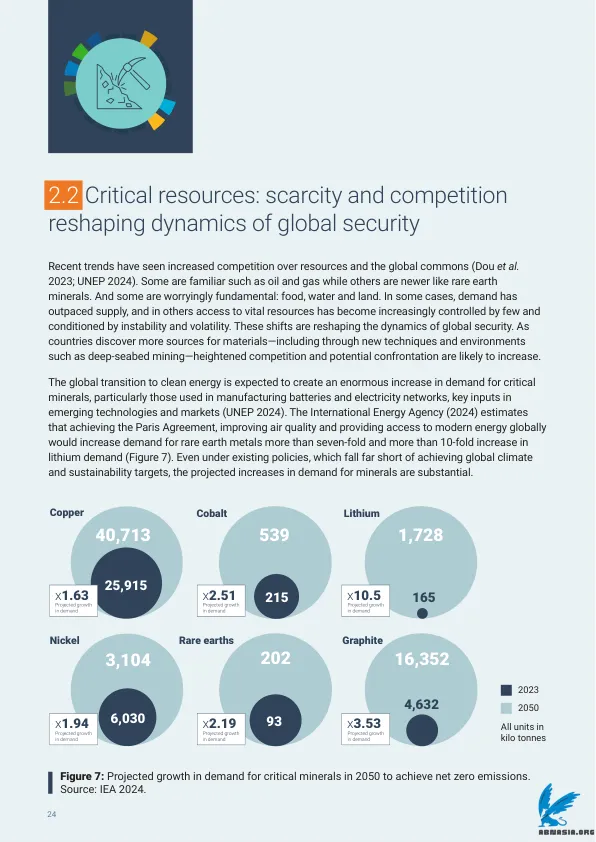 2.2 Critical resources: scarcity and competition
reshaping dynamics of global security
Recent trends have seen increased competition over resources and the global commons (Dou et al.
2023; UNEP 2024). Some are familiar such as oil and gas while others are newer like rare earth
minerals. And some are worryingly fundamental: food, water and land. In some cases, demand has
outpaced supply, and in others access to vital resources has become increasingly controlled by few and
conditioned by instability and volatility. These shifts are reshaping the dynamics of global security. As
countries discover more sources for materials—including through new techniques and environments
such as deep-seabed mining—heightened competition and potential confrontation are likely to increase.
The global transition to clean energy is expected to create an enormous increase in demand for critical
minerals, particularly those used in manufacturing batteries and electricity networks, key inputs in
emerging technologies and markets (UNEP 2024). The International Energy Agency (2024) estimates
that achieving the Paris Agreement, improving air quality and providing access to modern energy globally
would increase demand for rare earth metals more than seven-fold and more than 10-fold increase in
lithium demand (Figure 7). Even under existing policies, which fall far short of achieving global climate
and sustainability targets, the projected increases in demand for minerals are substantial.
Copper
40,713
25,915
X1.63
Projected growth
in demand
Cobalt
539
215
X2.51
Projected growth
in demand
Lithium
1,728
165
X10.5
Projected growth
in demand
Nickel
3,104
6,030
X1.94
Projected growth
in demand
Rare earths
202
93
X2.19
Projected growth
in demand
Graphite
16,352
4,632
X3.53
Projected growth
in demand
2023
2050
All units in
kilo tonnes
Figure 7: Projected growth in demand for critical minerals in 2050 to achieve net zero emissions.
Source: IEA 2024.
24
ABNASIA.ORG